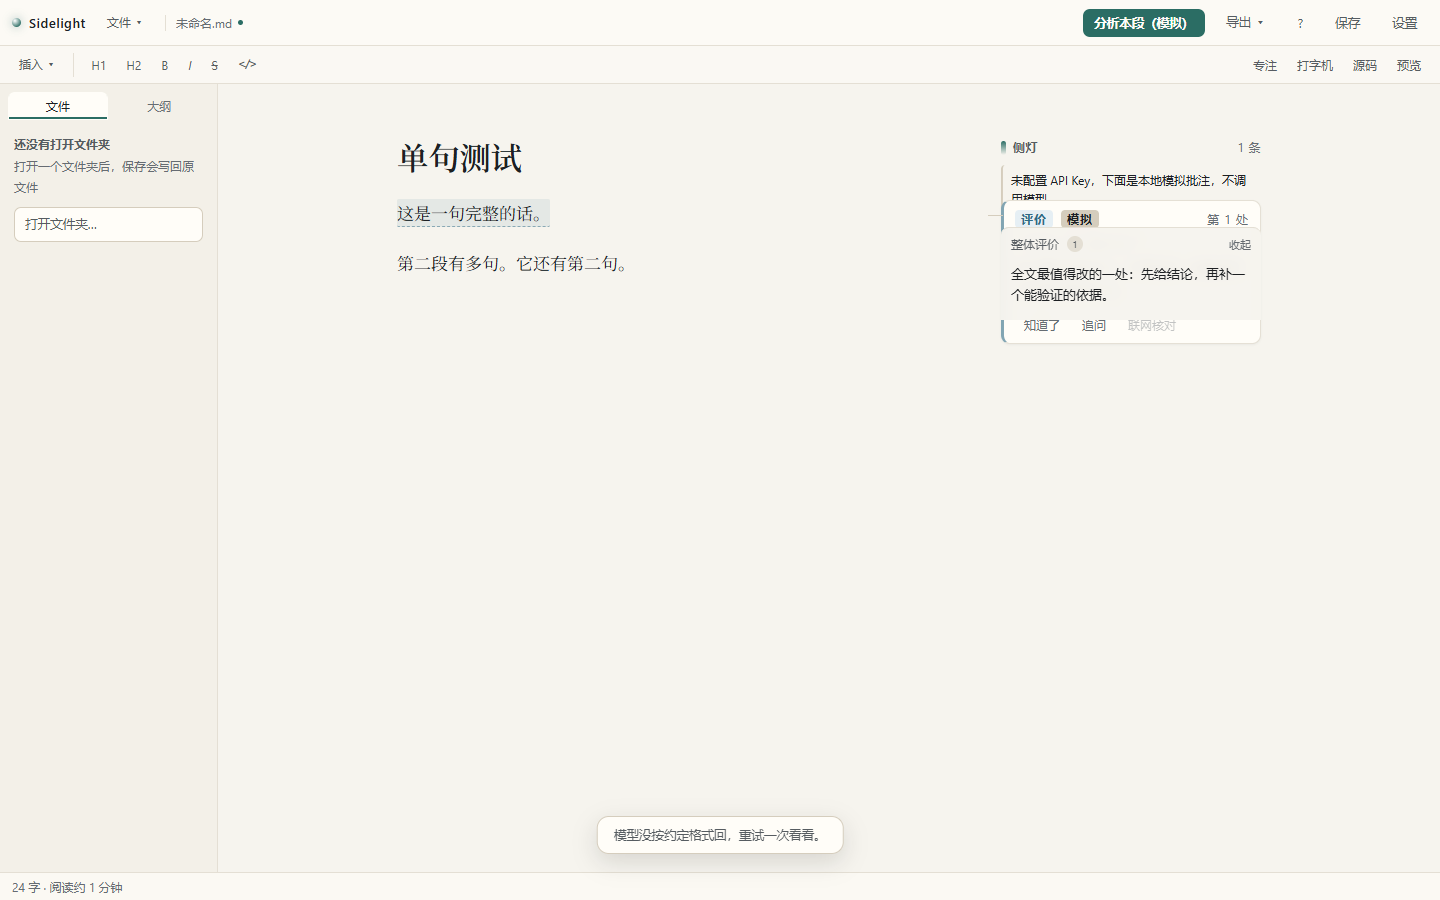 Sidelight 文件 未命名.md 分析本段（模拟） 导出 ? 保存 设置
插入 H1 H2 B I S </> 专注 打字机 源码 预览
文件 大纲
还没有打开文件夹
打开一个文件夹后，保存会写回原
文件
打开文件夹...
单句测试
这是一句完整的话。
第二段有多句。它还有第二句。
侧灯 1 条
未配置 API Key，下面是本地模拟批注，不调
用模型
评价 模拟 第 1 处
整体评价 1 收起
全文最值得改的一处：先给结论，再补一
个能验证的依据。
知道了 追问 联网核对
模型没按约定格式回，重试一次看看。
24 字 · 阅读约 1 分钟